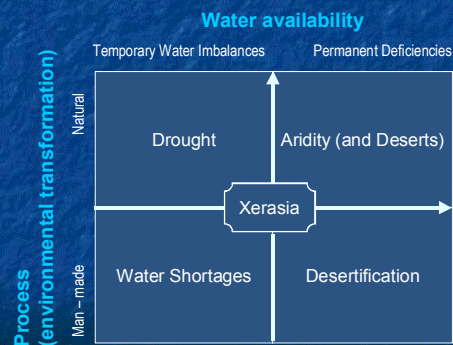 Water availability
Temporary Water Imbalances Permanent Deficiencies
Process
(environmental transformation)
Natural
Man – made
Drought Aridity (and Deserts)
Xerasia
Water Shortages Desertification